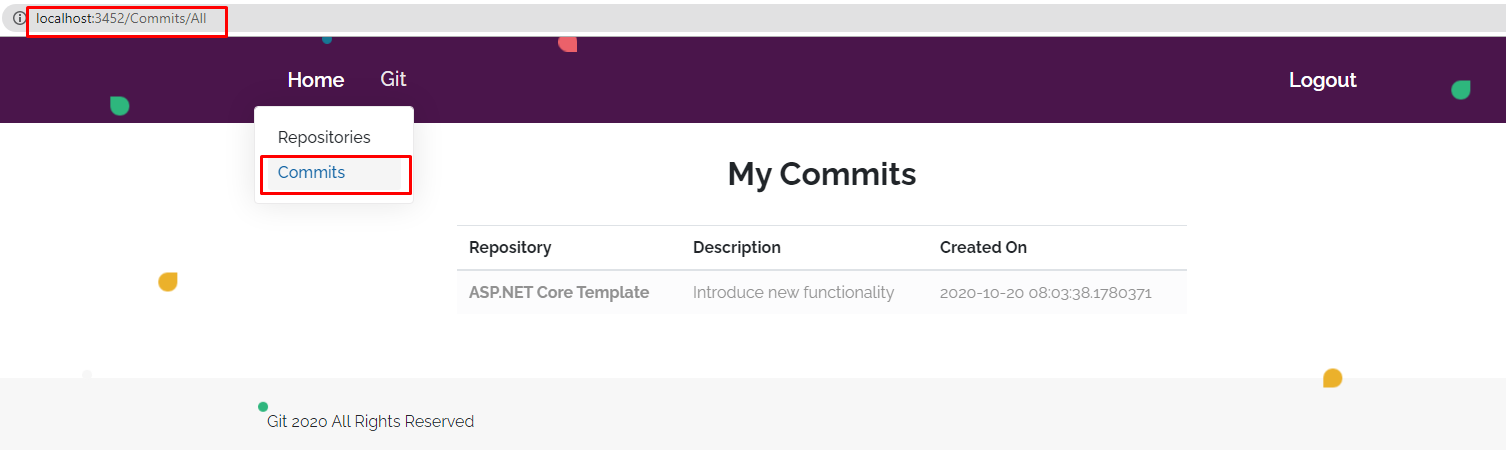 localhost:3452/Commits/All
Home Git Logout
Repositories
Commits
My Commits
Repository Description Created On
ASP.NET Core Template Introduce new functionality 2020-10-20 08:03:38.1780371
Git 2020 All Rights Reserved